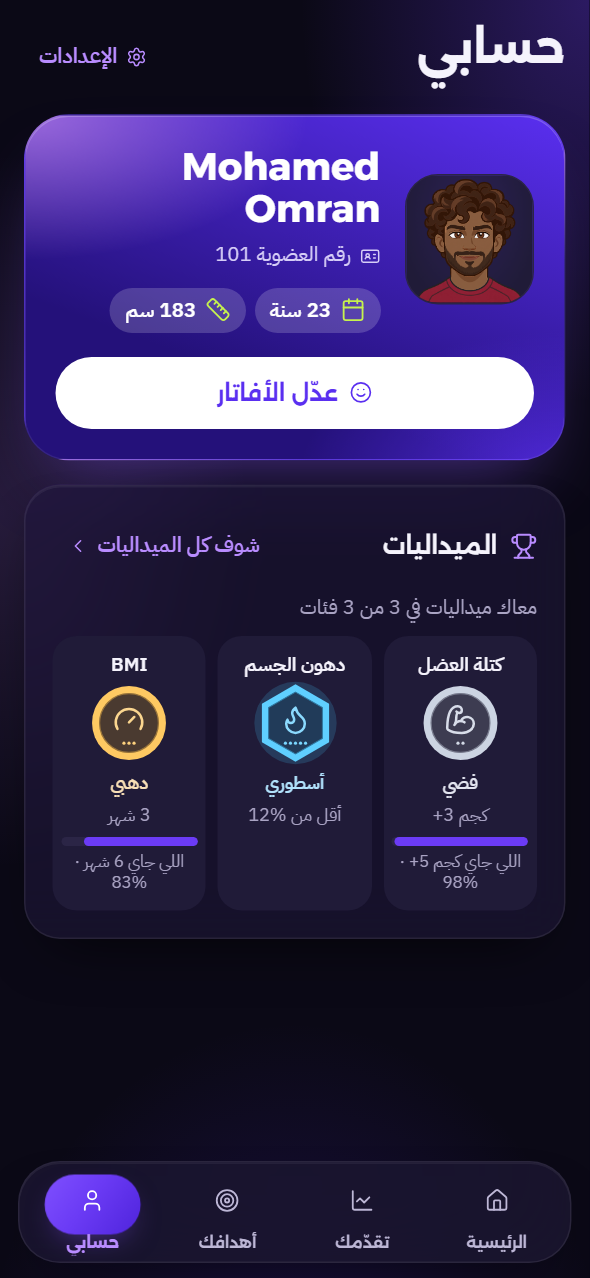 حسابي
الإعدادات
Mohamed
Omran
رقم العضوية 101
23 سنة
183 سم
عدّل الأفاتار
الميداليات
شوف كل الميداليات
معاك ميداليات في 3 من 3 فئات
كتلة العضل
فضي
+3 كجم
اللي جاي +5 كجم ·
98%
دهون الجسم
أسطوري
أقل من 12%
BMI
دهبي
3 شهر
اللي جاي 6 شهر ·
83%
الرئيسية
تقدّمك
أهدافك
حسابي